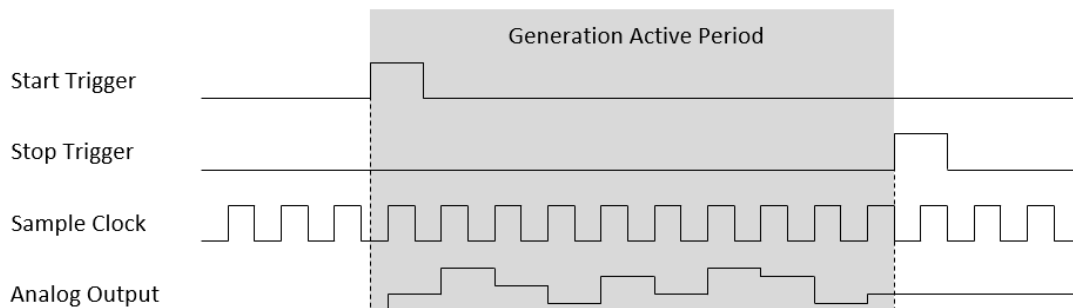 Generation Active Period
Start Trigger
Stop Trigger
Sample Clock
Analog Output